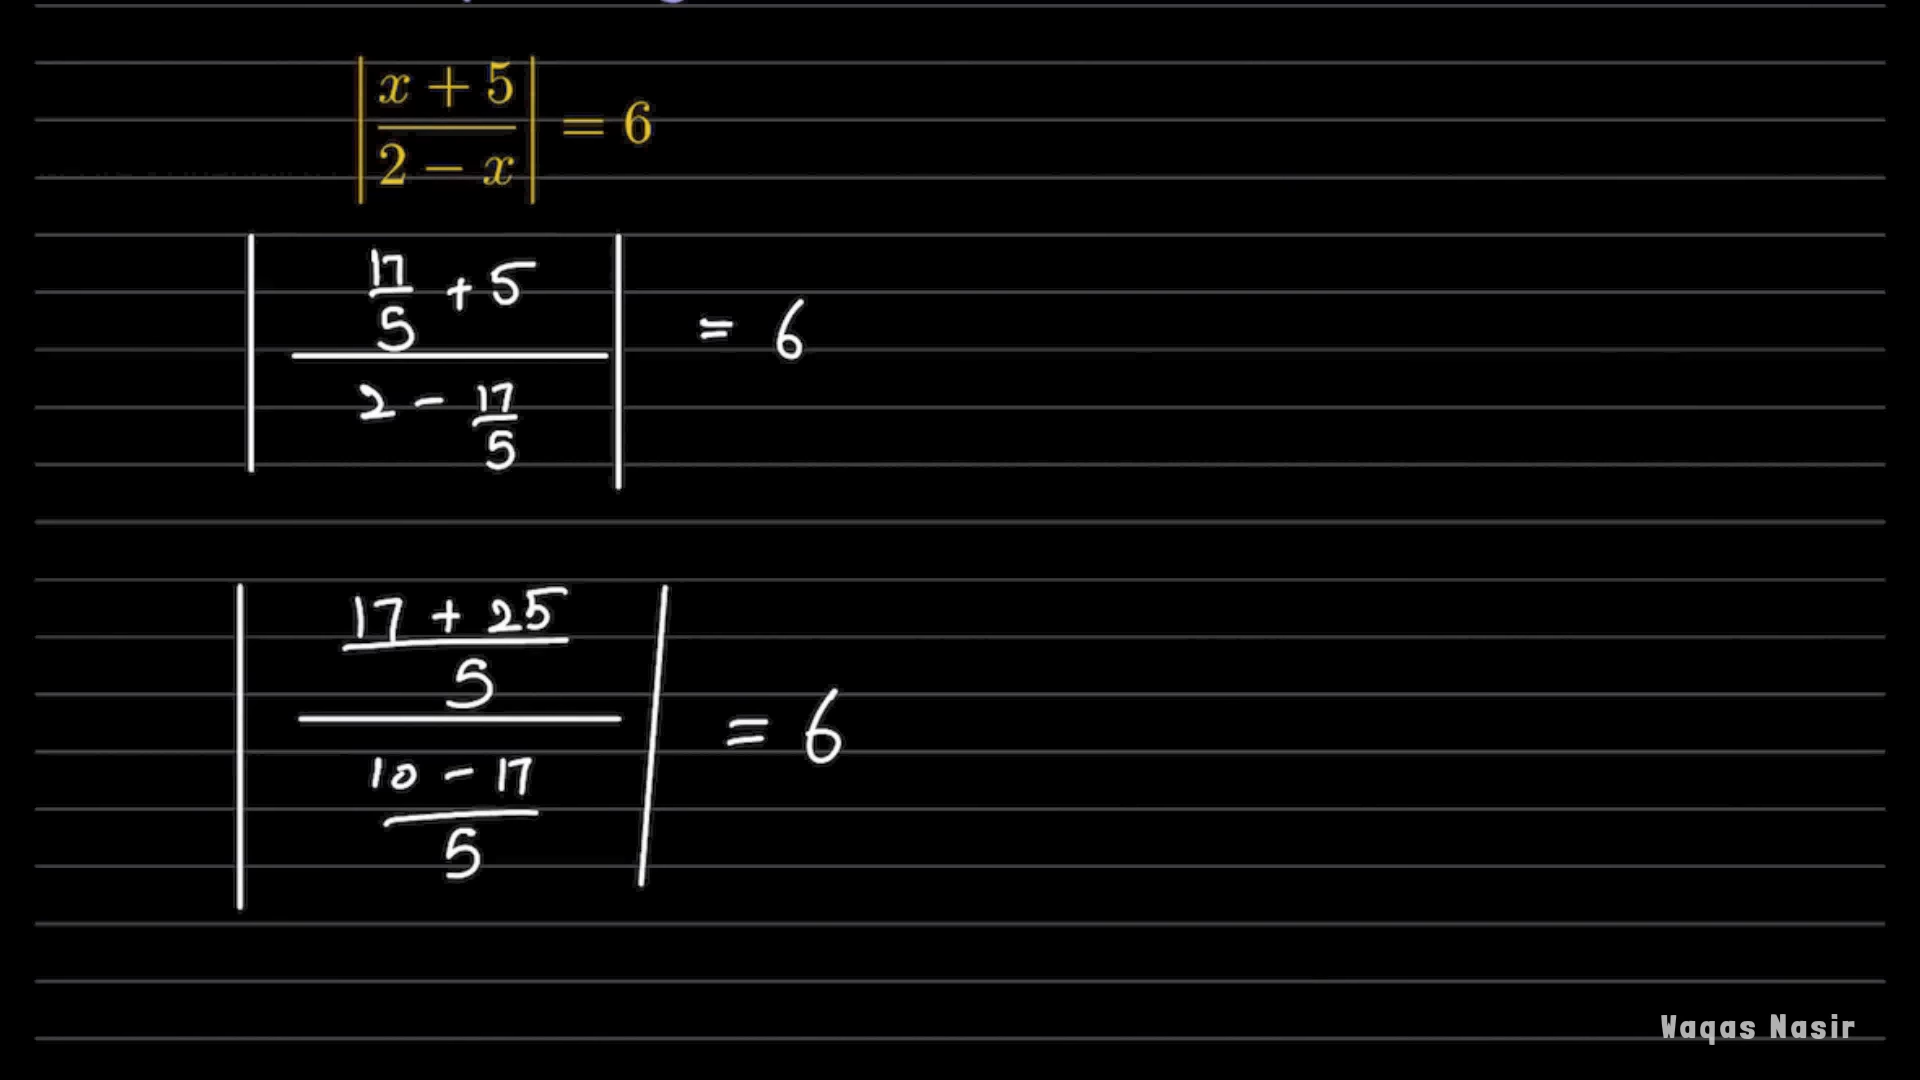 |x + 5 / 2 − x| = 6
|17/5 + 5 / 2 - 17/5| = 6
|17 + 25 / 5 / 10 - 17 / 5| = 6
Waqas Nasir